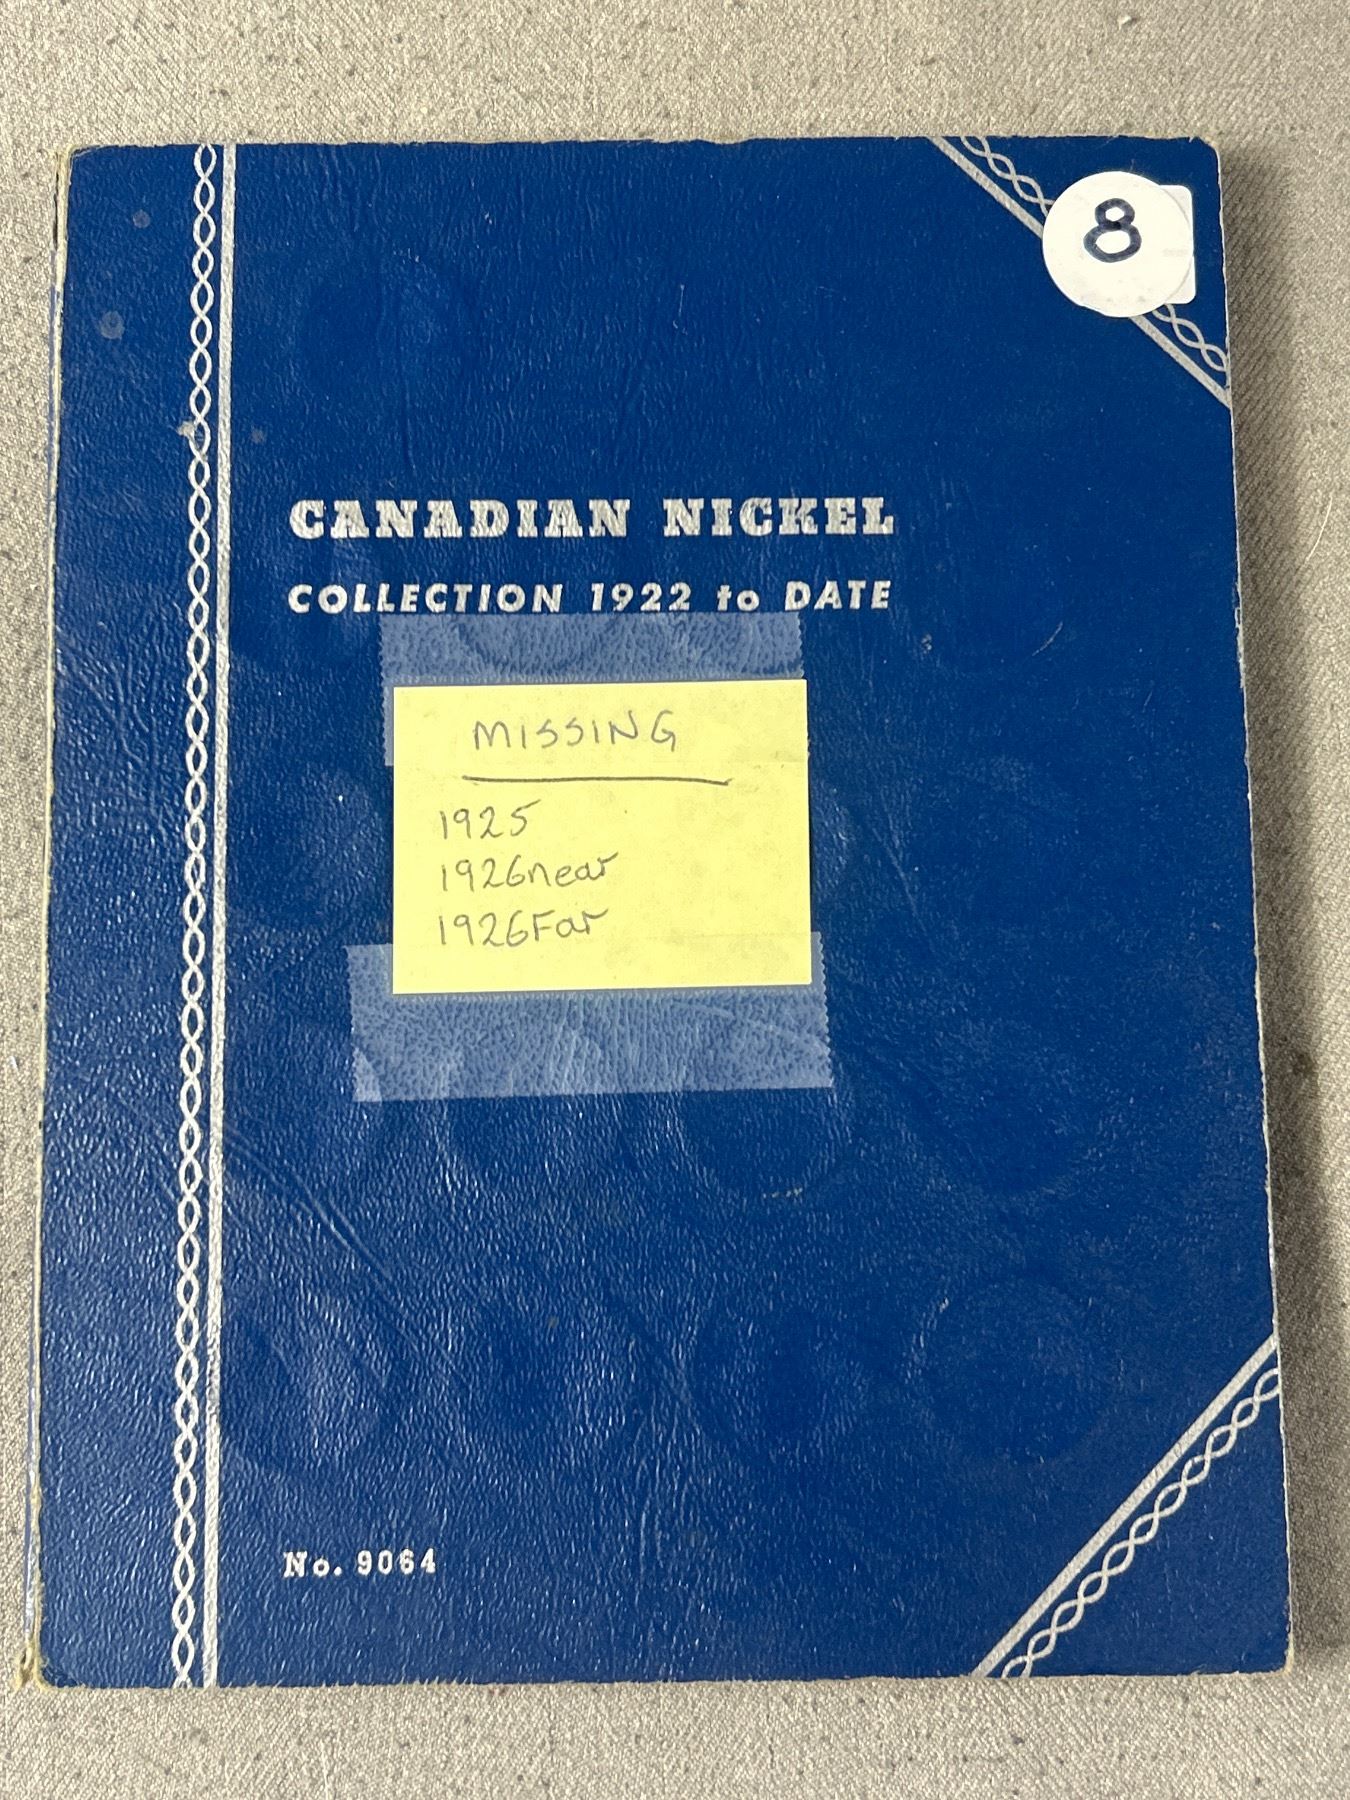 8
CANADIAN NICKEL
COLLECTION 1922 to DATE
MISSING
1925
1926near
1926Far
No. 9064